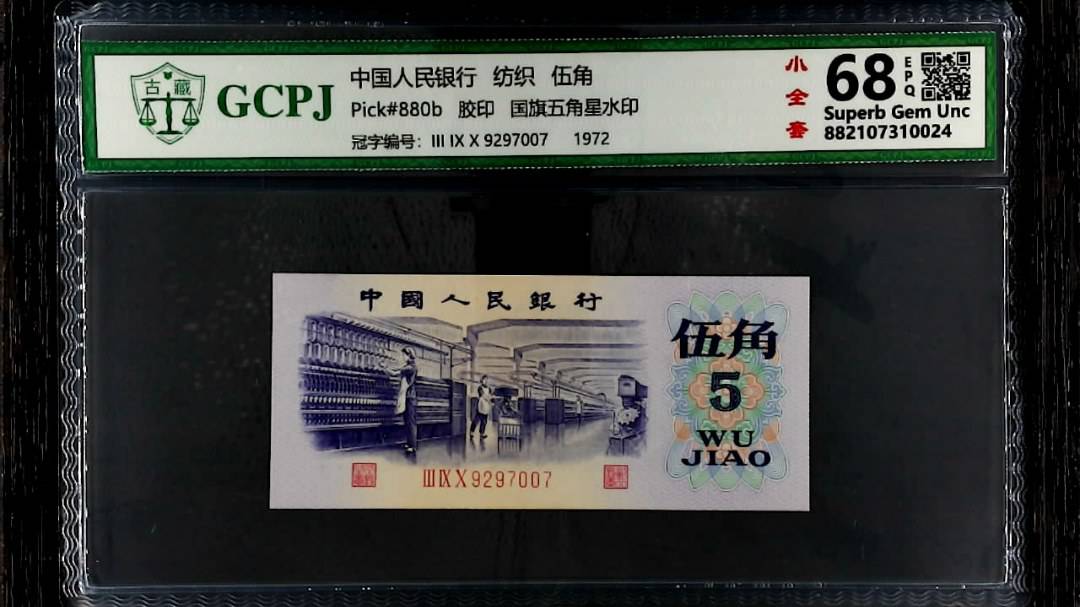 古藏
GCPJ
中国人民银行 纺织 伍角
Pick#880b 胶印 国旗五角星水印
冠字编号: III IX X 9297007 1972
小全套
68
EPQ
Superb Gem Unc
882107310024
中國人民銀行
伍角
5
WU
JIAO
III IX X 9297007